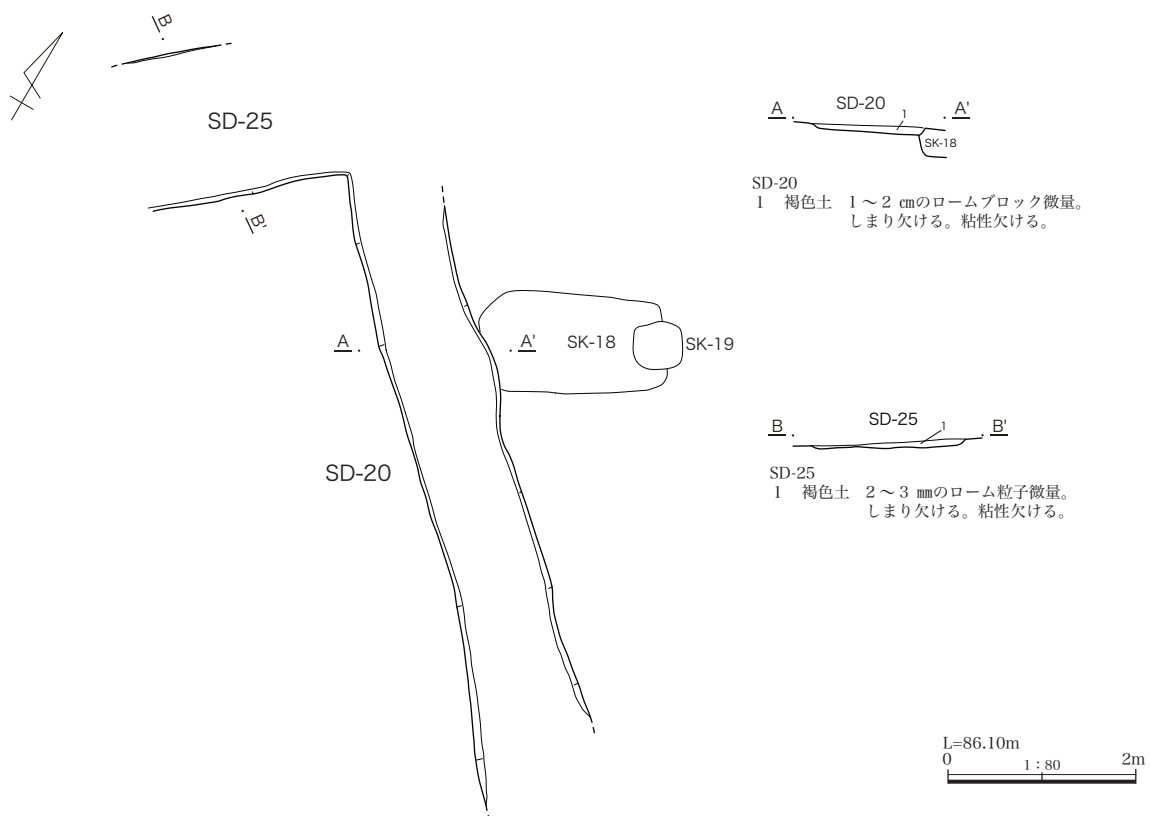 B
SD-25
B'
A
A'
SK-18
SK-19
SD-20
A
SD-20
A'
1
SK-18
SD-20
1 褐色土 1～2 ㎝のロームブロック微量。
しまり欠ける。粘性欠ける。
B
SD-25
B'
1
SD-25
1 褐色土 2～3 ㎜のローム粒子微量。
しまり欠ける。粘性欠ける。
L=86.10m
0 1：80 2m